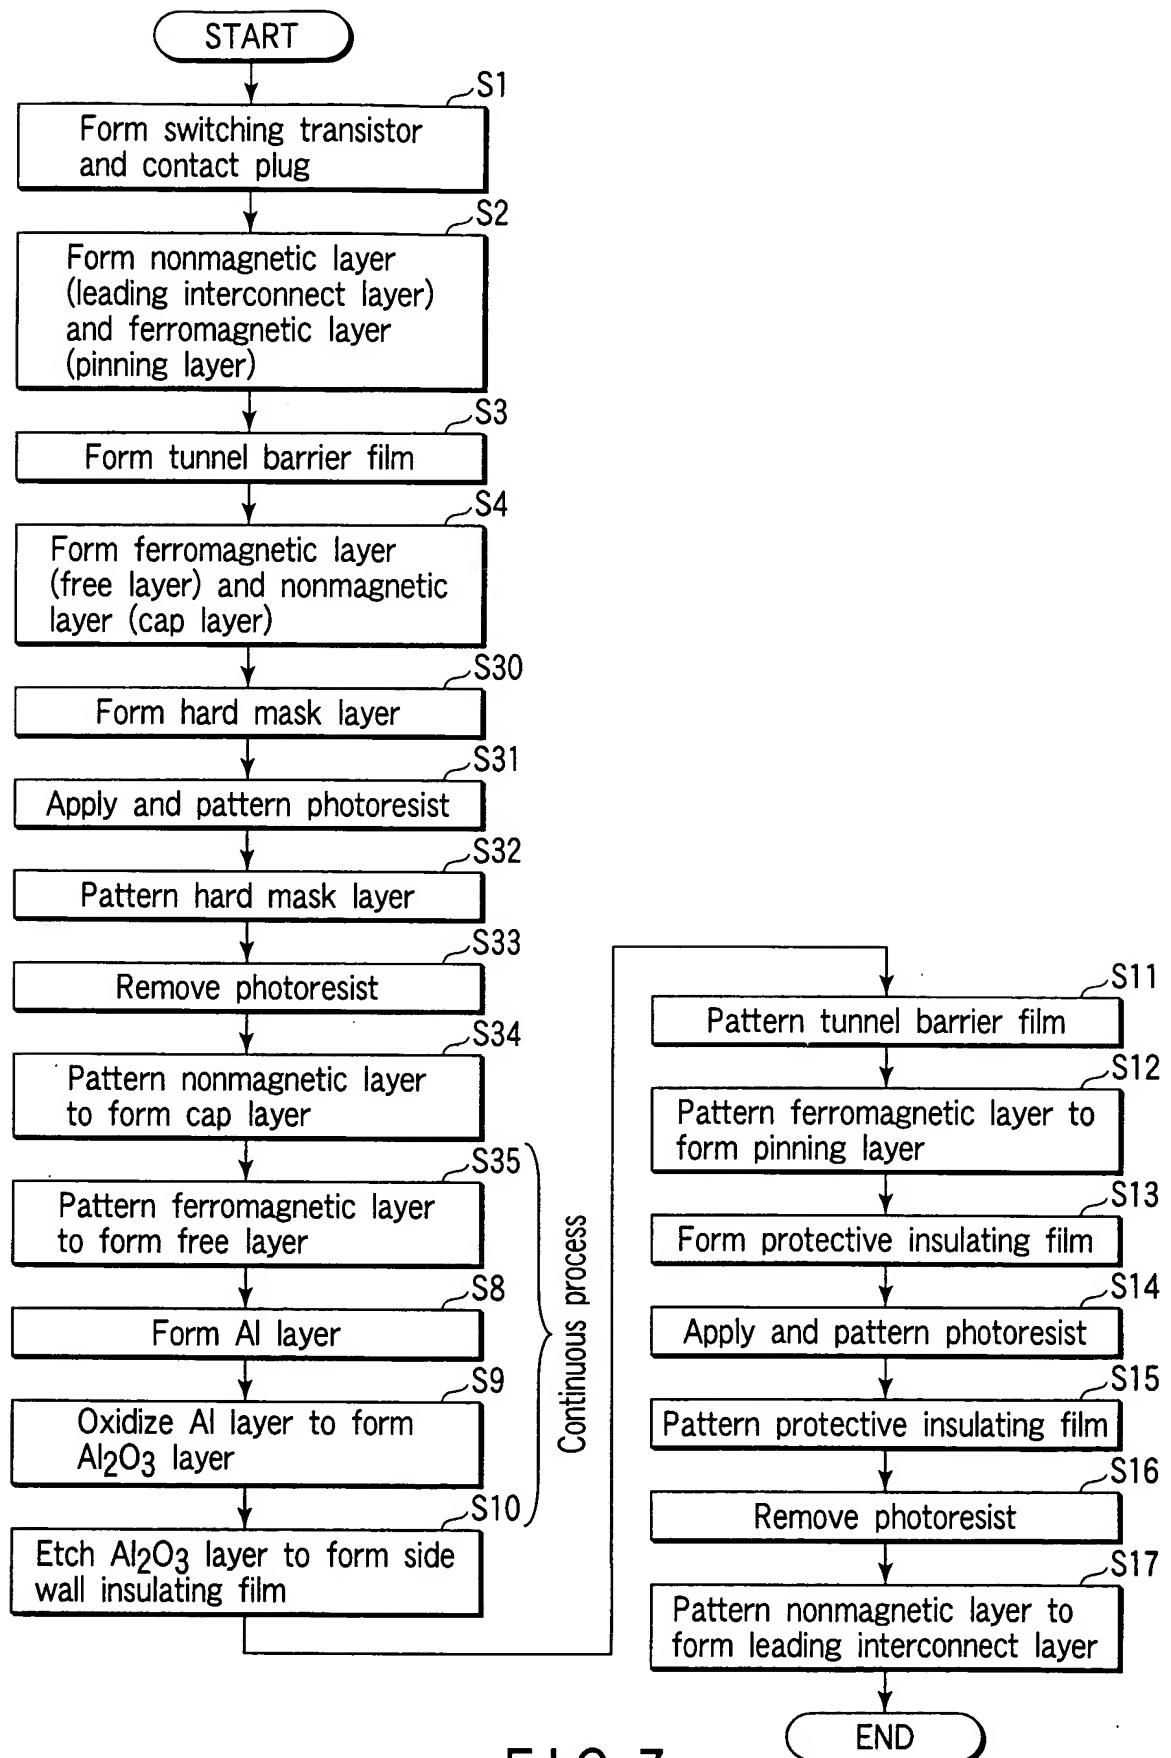 START
S1
Form switching transistor
and contact plug
S2
Form nonmagnetic layer
(leading interconnect layer)
and ferromagnetic layer
(pinning layer)
S3
Form tunnel barrier film
S4
Form ferromagnetic layer
(free layer) and nonmagnetic
layer (cap layer)
S30
Form hard mask layer
S31
Apply and pattern photoresist
S32
Pattern hard mask layer
S33
Remove photoresist
S34
Pattern nonmagnetic layer
to form cap layer
S35
Pattern ferromagnetic layer
to form free layer
S8
Form Al layer
S9
Oxidize Al layer to form
Al2O3 layer
S10
Etch Al2O3 layer to form side
wall insulating film
Continuous process
S11
Pattern tunnel barrier film
S12
Pattern ferromagnetic layer to
form pinning layer
S13
Form protective insulating film
S14
Apply and pattern photoresist
S15
Pattern protective insulating film
S16
Remove photoresist
S17
Pattern nonmagnetic layer to
form leading interconnect layer
END